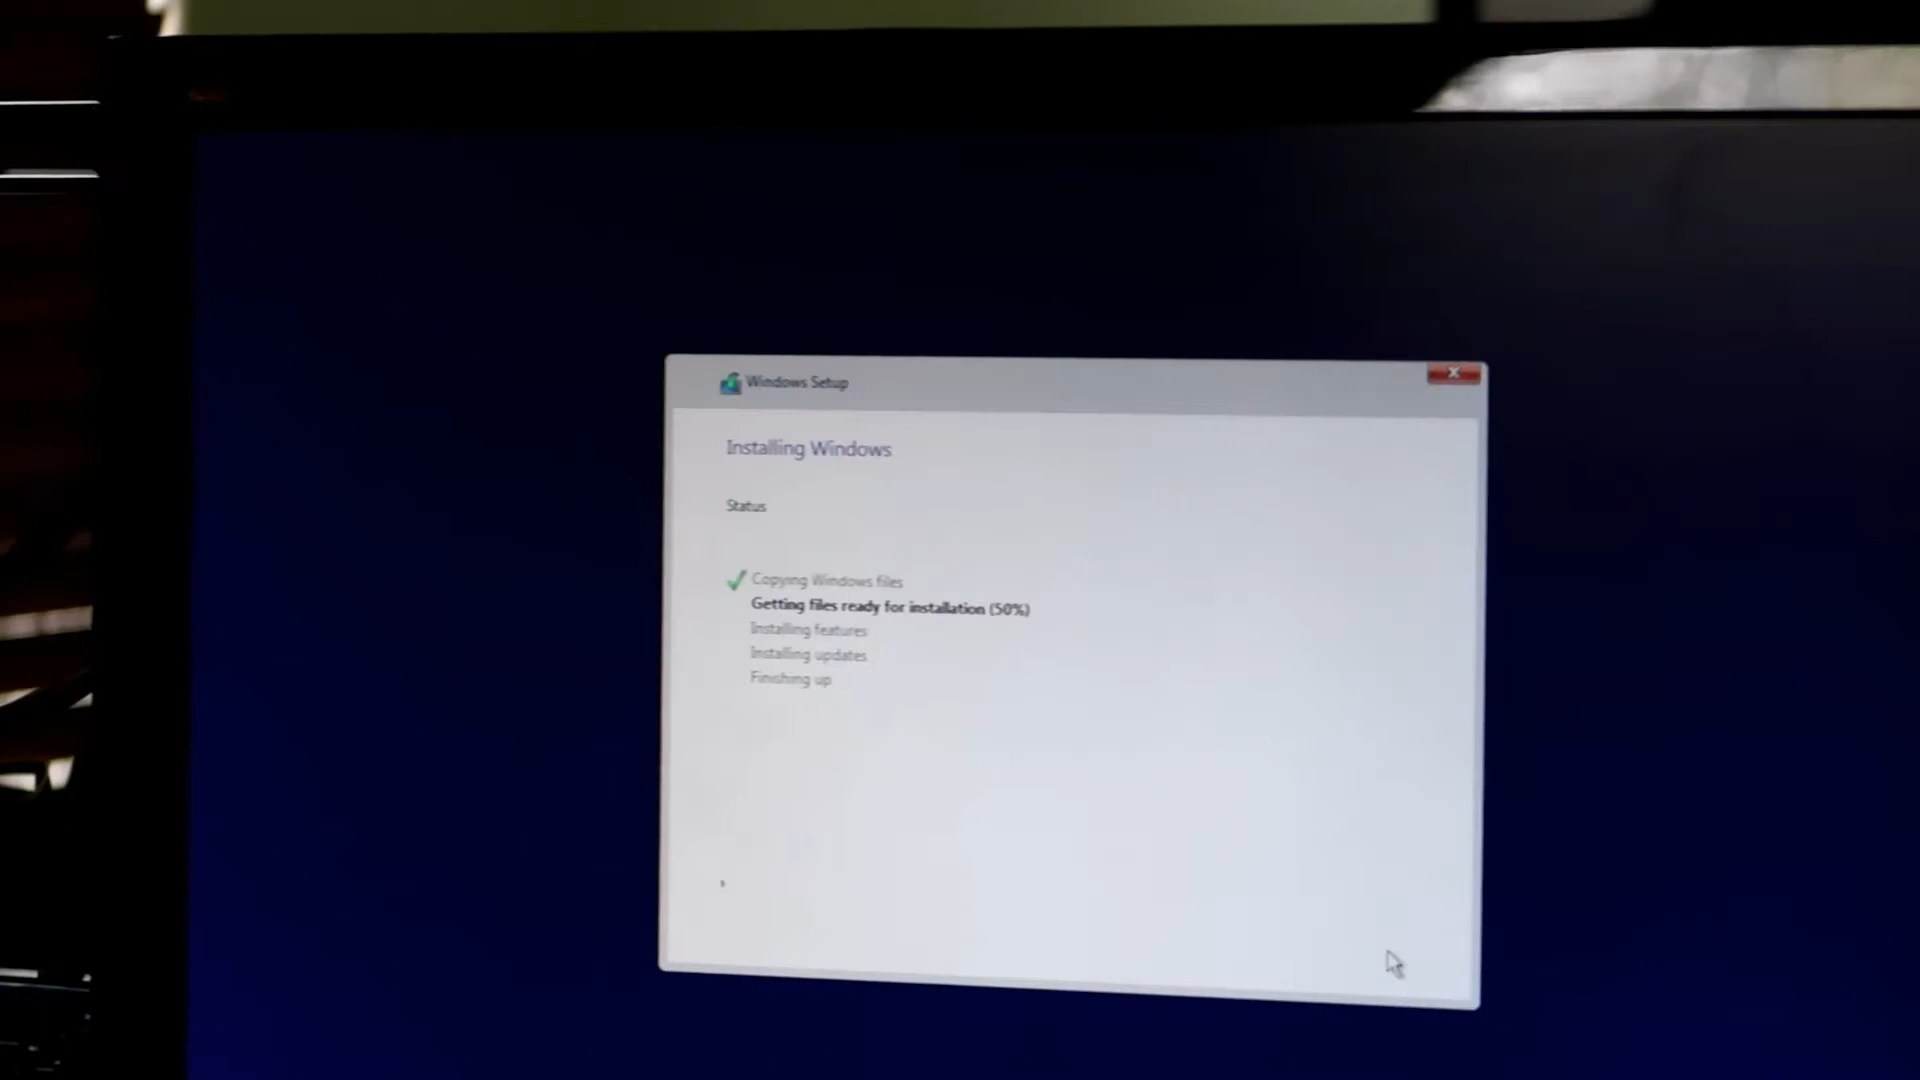 Windows Setup
Installing Windows
Status
Copying Windows files
Getting files ready for installation (50%)
Installing features
Installing updates
Finishing up